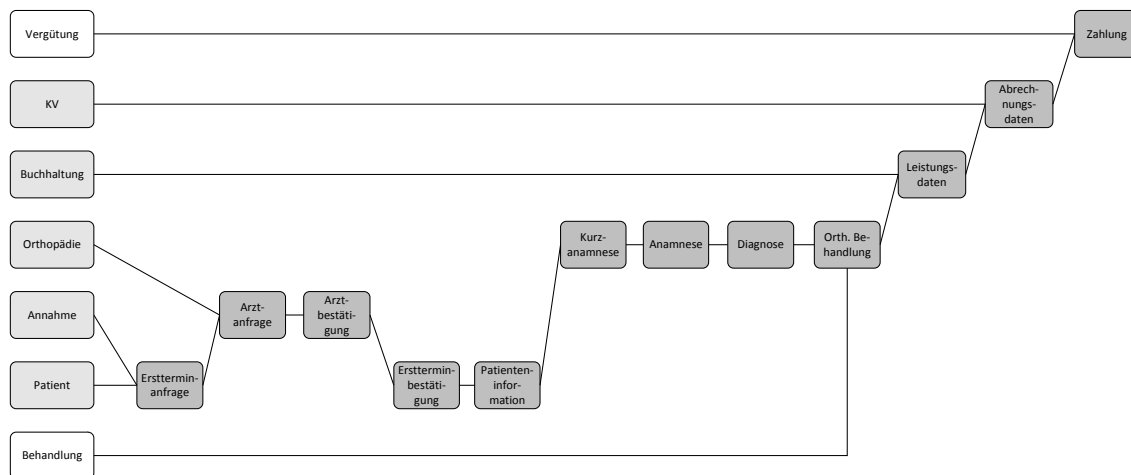 Vergütung
Zahlung
KV
Abrech-
nungs-
daten
Buchhaltung
Leistungs-
daten
Orthopädie
Kurz-
anamnese
Anamnese
Diagnose
Orth. Be-
handlung
Annahme
Arzt-
anfrage
Arzt-
bestäti-
gung
Patient
Ersttermin-
anfrage
Ersttermin-
bestäti-
gung
Patienten-
infor-
mation
Behandlung